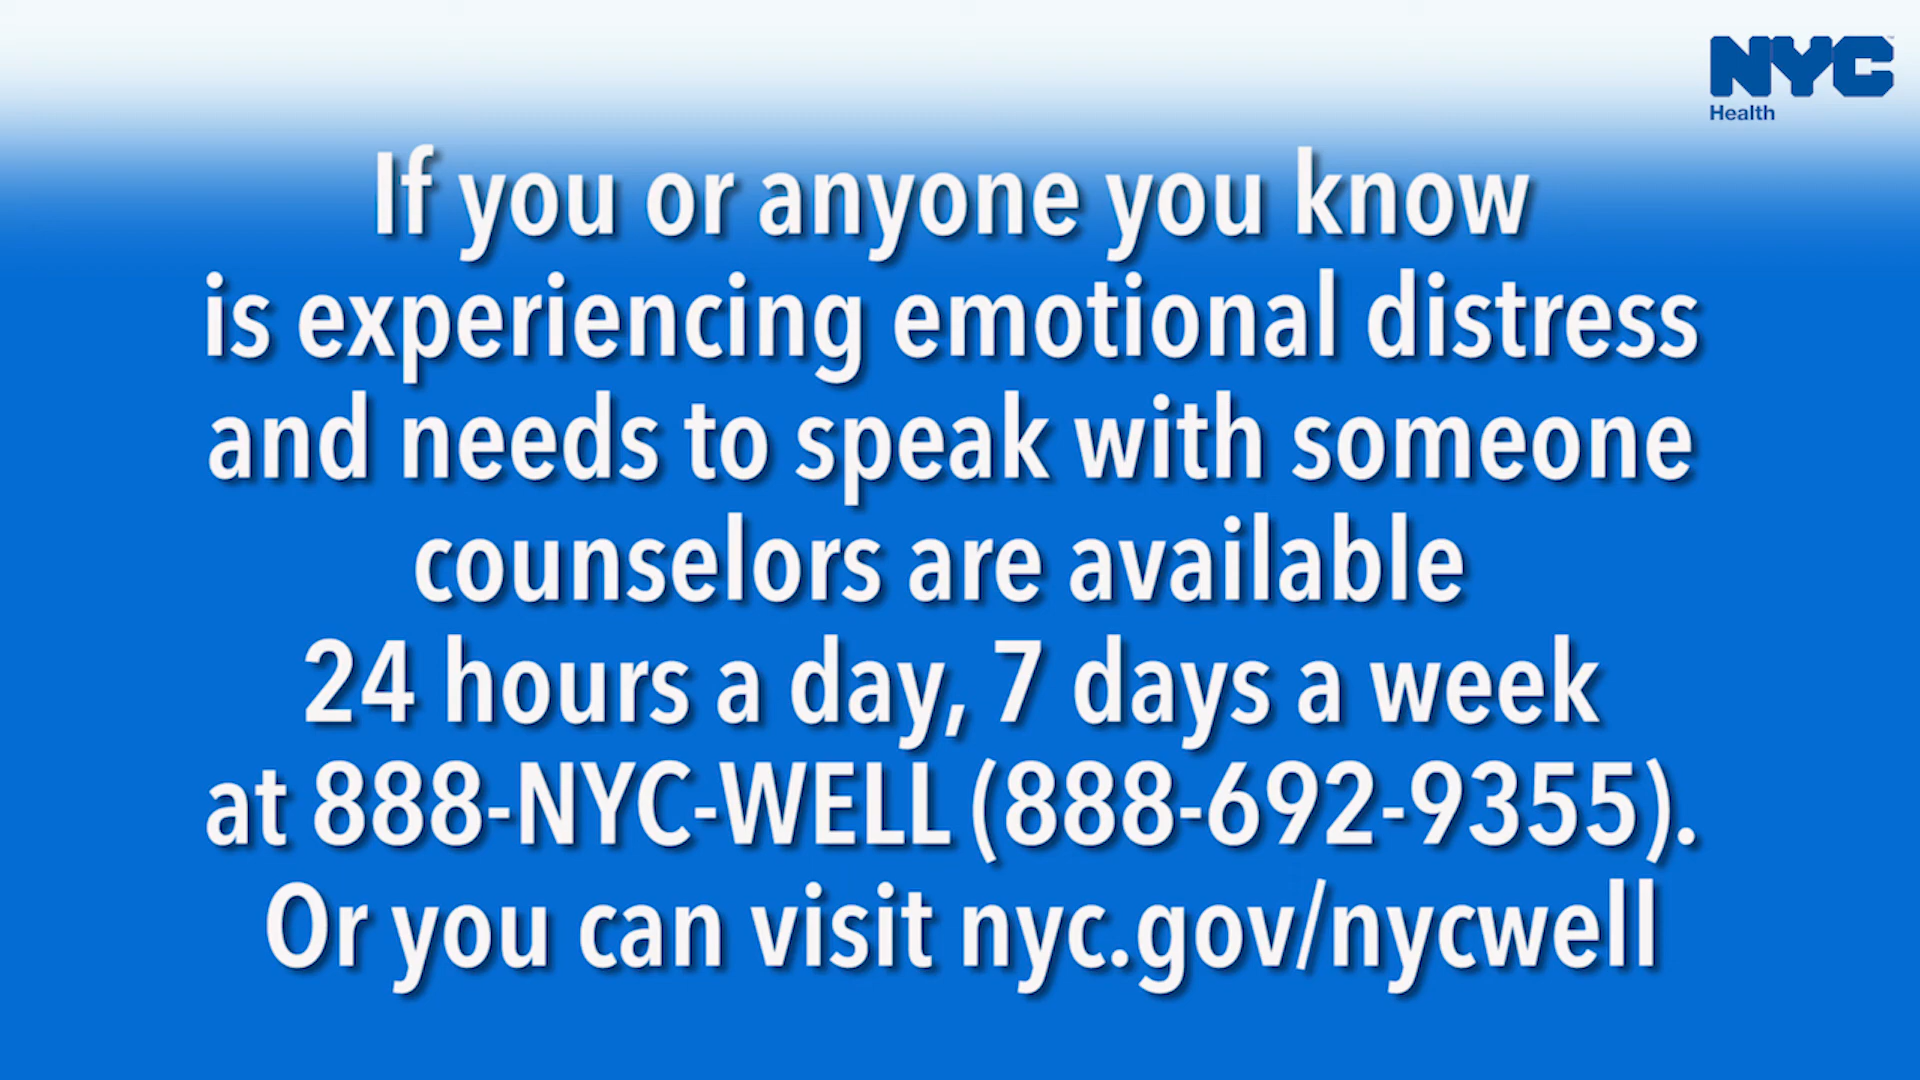 NYC
Health
If you or anyone you know
is experiencing emotional distress
and needs to speak with someone
counselors are available
24 hours a day, 7 days a week
at 888-NYC-WELL (888-692-9355).
Or you can visit nyc.gov/nycwell